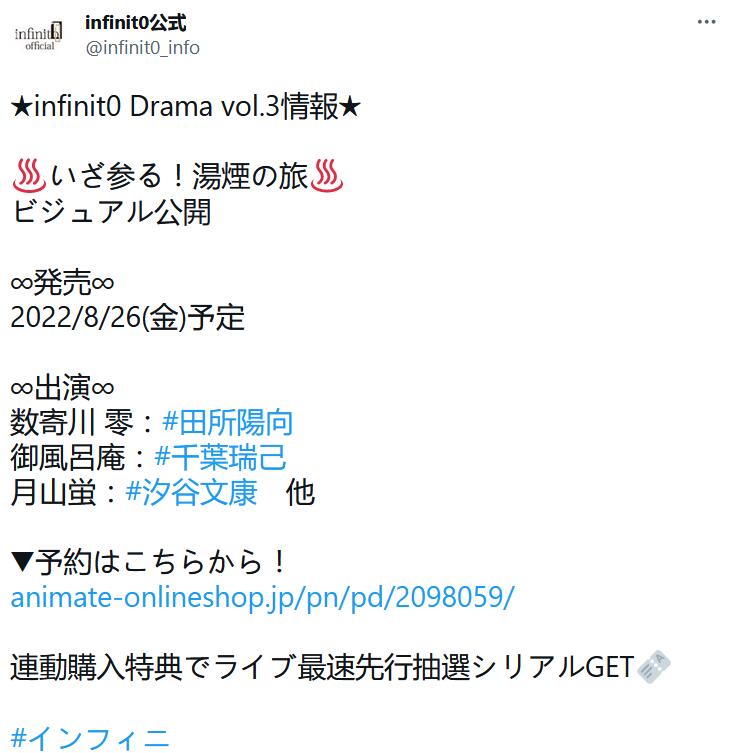 infinit0
official
infinit0公式
@infinit0_info
★infinit0 Drama vol.3情報★
♨いざ参る！湯煙の旅♨
ビジュアル公開
∞発売∞
2022/8/26(金)予定
∞出演∞
数寄川 零：#田所陽向
御風呂庵：#千葉瑞己
月山蛍：#汐谷文康　他
▼予約はこちらから！
animate-onlineshop.jp/pn/pd/2098059/
連動購入特典でライブ最速先行抽選シリアルGET🎫
#インフィニ